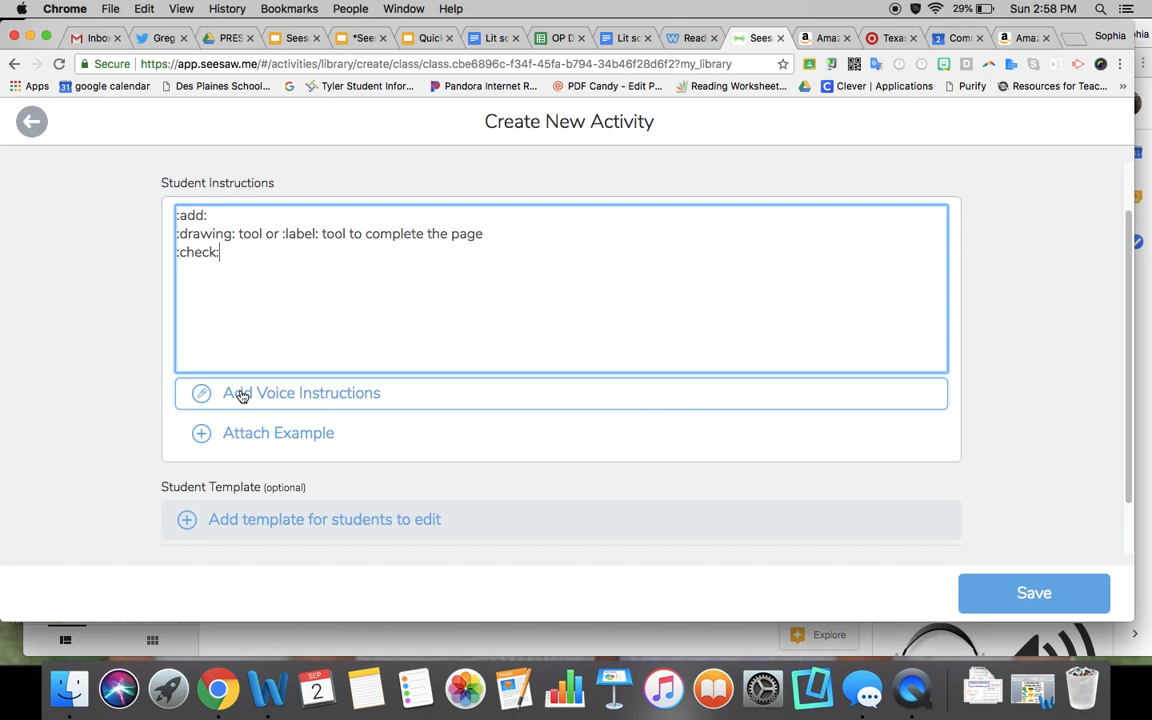 Chrome File Edit View History Bookmarks People Window Help 29% Sun 2:58 PM
Inbo Greg PRES Sees *See: Quic Lit sc OP D Lit sc Read Sees Ama: Texa: Com Ama: Sophia
Secure https://app.seesaw.me/#/activities/library/create/class/class.cbe6896c-f34f-45fa-b794-34b46f28d6f2?my_library
Apps google calendar Des Plaines School... Tyler Student Infor... Pandora Internet R... PDF Candy - Edit P... Reading Worksheet... Clever | Applications Purify Resources for Teac... »
Create New Activity
Student Instructions
:add:
:drawing: tool or :label: tool to complete the page
:check:
Add Voice Instructions
Attach Example
Student Template (optional)
Add template for students to edit
Save
Explore
SEP
2